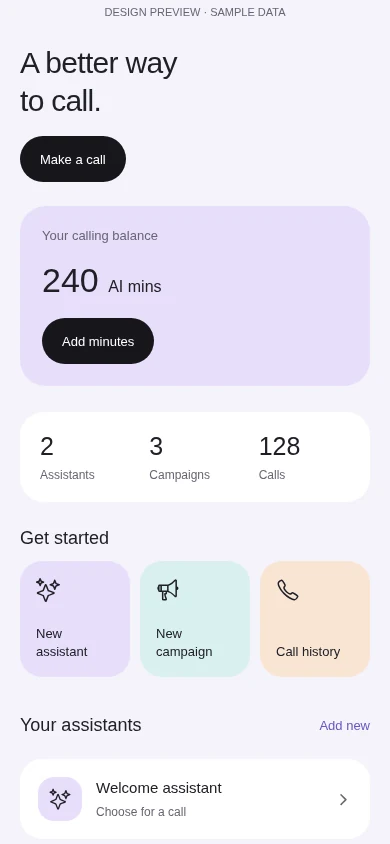 DESIGN PREVIEW · SAMPLE DATA
A better way
to call.
Make a call
Your calling balance
240 AI mins
Add minutes
2 3 128
Assistants Campaigns Calls
Get started
New
assistant
New
campaign
Call history
Your assistants Add new
Welcome assistant
Choose for a call